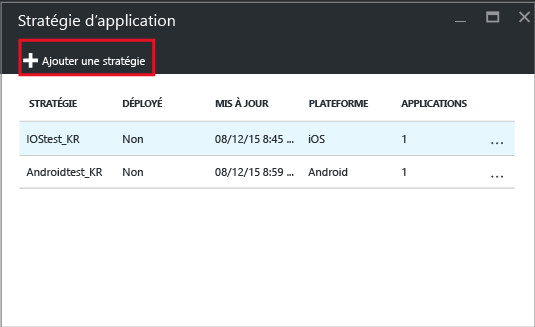 Stratégie d'application
Ajouter une stratégie
STRATÉGIE DÉPLOYÉ MIS À JOUR PLATEFORME APPLICATIONS
IOStest_KR Non 08/12/15 8:45 ... iOS 1 ...
Androidtest_KR Non 08/12/15 8:59 ... Android 1 ...